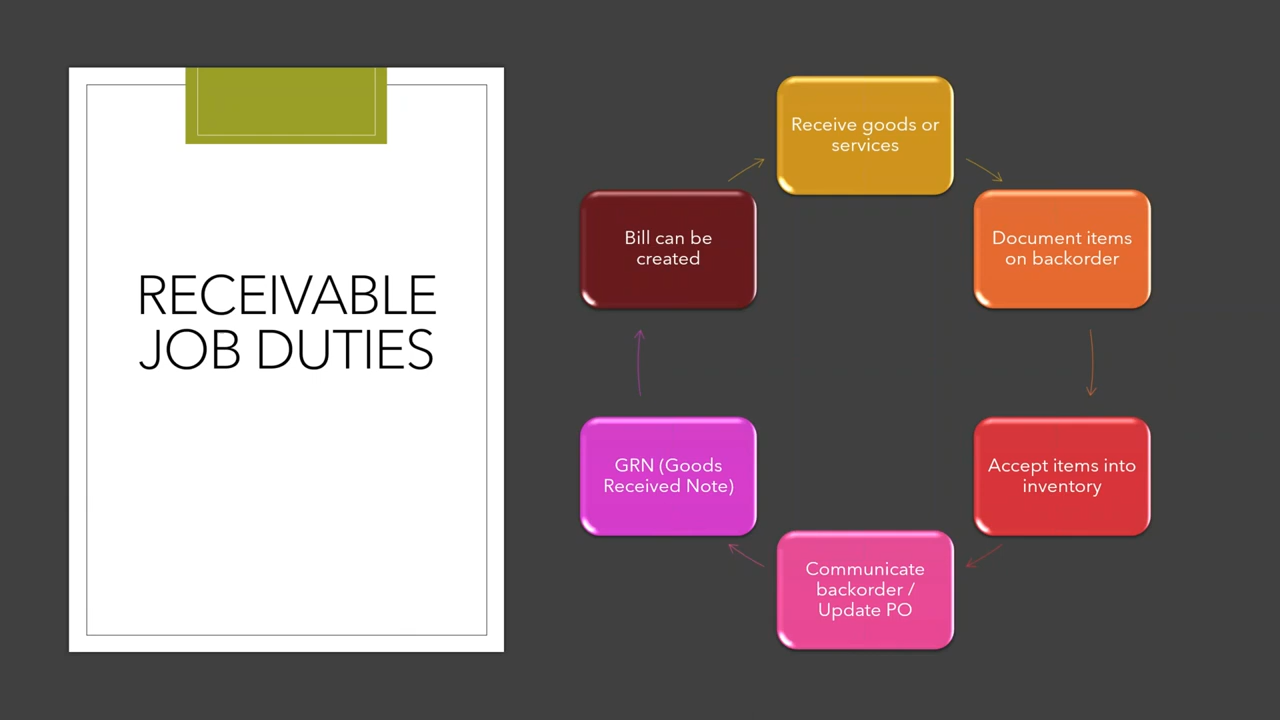 RECEIVABLE
JOB DUTIES
Receive goods or
services
Document items
on backorder
Accept items into
inventory
Communicate
backorder /
Update PO
GRN (Goods
Received Note)
Bill can be
created